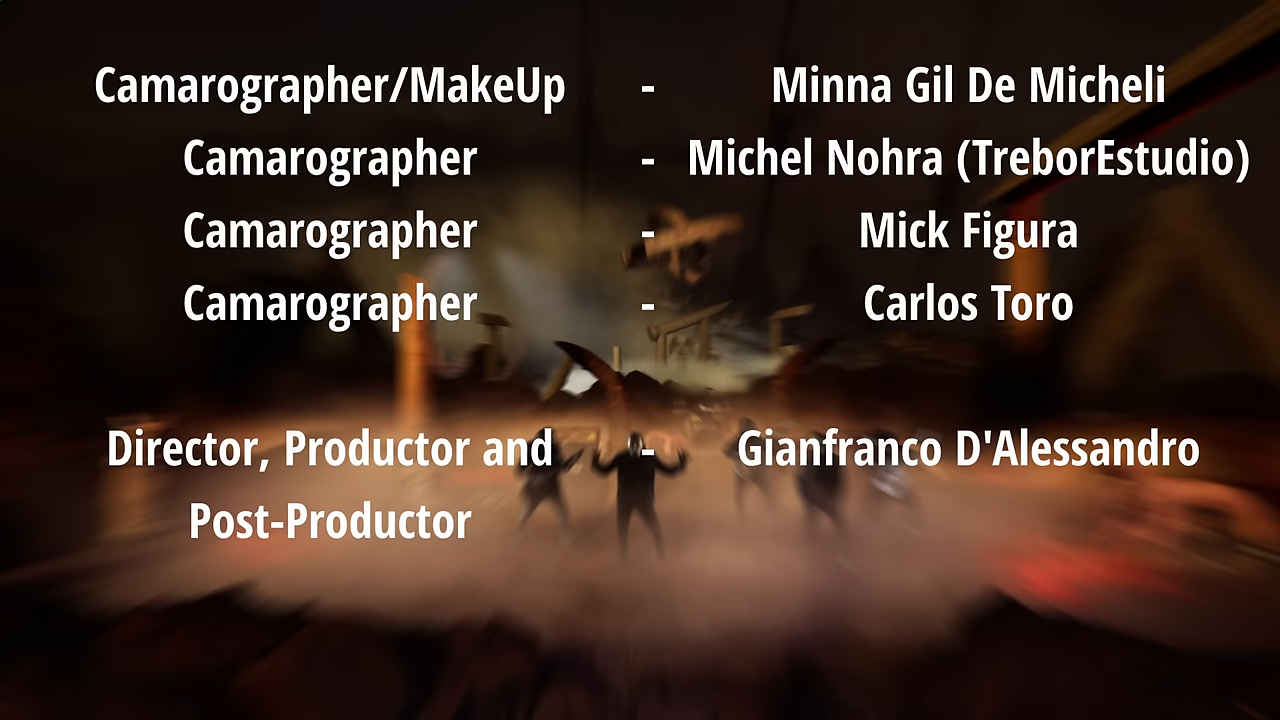 Camarographer/MakeUp - Minna Gil De Micheli
Camarographer - Michel Nohra (TreborEstudio)
Camarographer - Mick Figura
Camarographer - Carlos Toro
Director, Productor and - Gianfranco D'Alessandro
Post-Productor